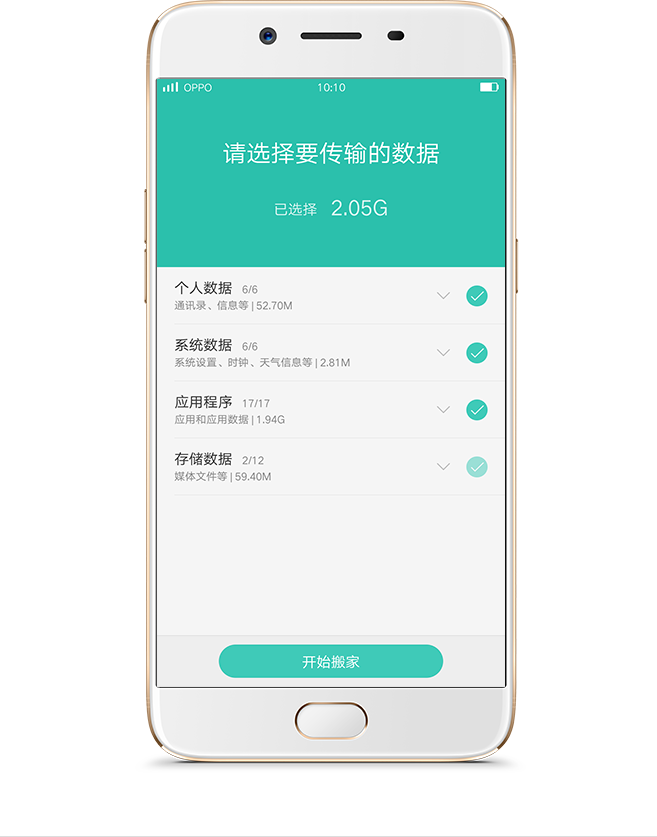 OPPO 10:10
请选择要传输的数据
已选择 2.05G
个人数据 6/6
通讯录、信息等 | 52.70M
系统数据 6/6
系统设置、时钟、天气信息等 | 2.81M
应用程序 17/17
应用和应用数据 | 1.94G
存储数据 2/12
媒体文件等 | 59.40M
开始搬家